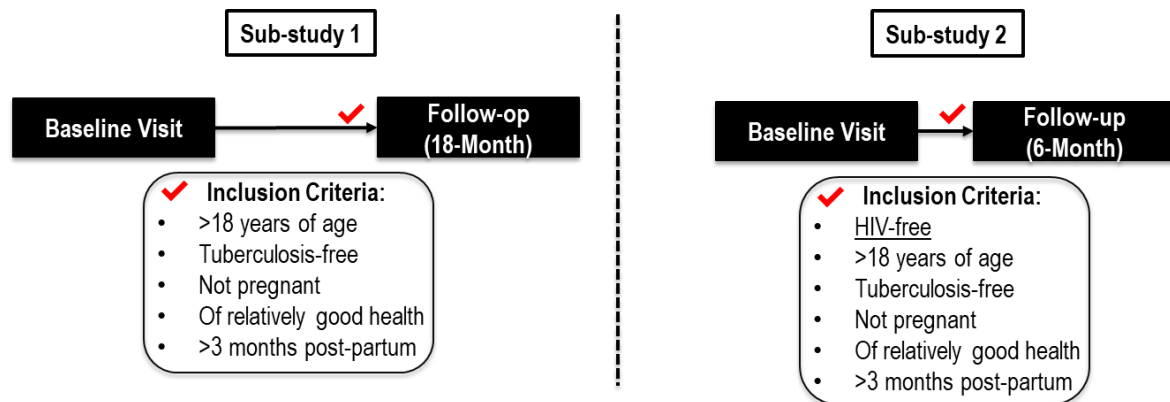 Sub-study 1
Baseline Visit
Follow-op
(18-Month)
Inclusion Criteria:
• >18 years of age
• Tuberculosis-free
• Not pregnant
• Of relatively good health
• >3 months post-partum
Sub-study 2
Baseline Visit
Follow-up
(6-Month)
Inclusion Criteria:
• HIV-free
• >18 years of age
• Tuberculosis-free
• Not pregnant
• Of relatively good health
• >3 months post-partum